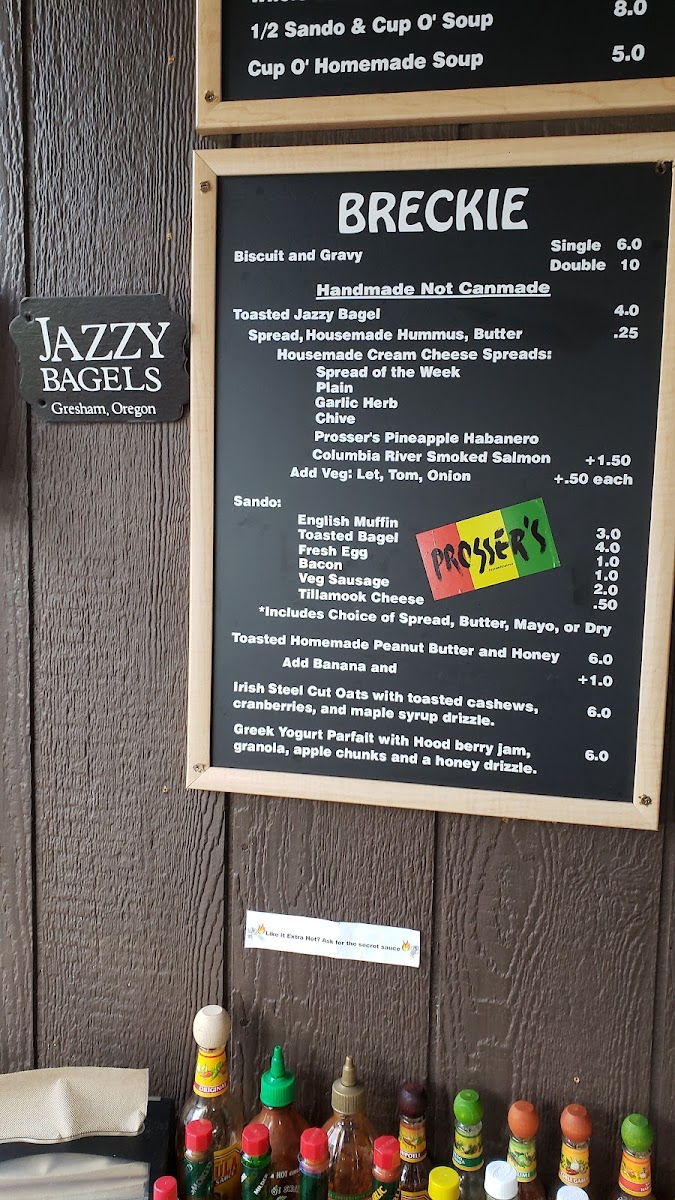 8.0
1/2 Sando & Cup O' Soup
Cup O' Homemade Soup 5.0
BRECKIE
Biscuit and Gravy Single 6.0
Double 10
Handmade Not Canmade
Toasted Jazzy Bagel 4.0
Spread, Housemade Hummus, Butter .25
Housemade Cream Cheese Spreads:
Spread of the Week
Plain
Garlic Herb
Chive
Prosser's Pineapple Habanero
Columbia River Smoked Salmon +1.50
Add Veg: Let, Tom, Onion +.50 each
Sando:
English Muffin 3.0
Toasted Bagel 4.0
Fresh Egg 1.0
Bacon 1.0
Veg Sausage 2.0
Tillamook Cheese .50
PROSSER'S
*Includes Choice of Spread, Butter, Mayo, or Dry
Toasted Homemade Peanut Butter and Honey 6.0
Add Banana and +1.0
Irish Steel Cut Oats with toasted cashews,
cranberries, and maple syrup drizzle. 6.0
Greek Yogurt Parfait with Hood berry jam,
granola, apple chunks and a honey drizzle. 6.0
JAZZY
BAGELS
Gresham, Oregon
Like It Extra Hot? Ask for the secret sauce
ORIGINAL